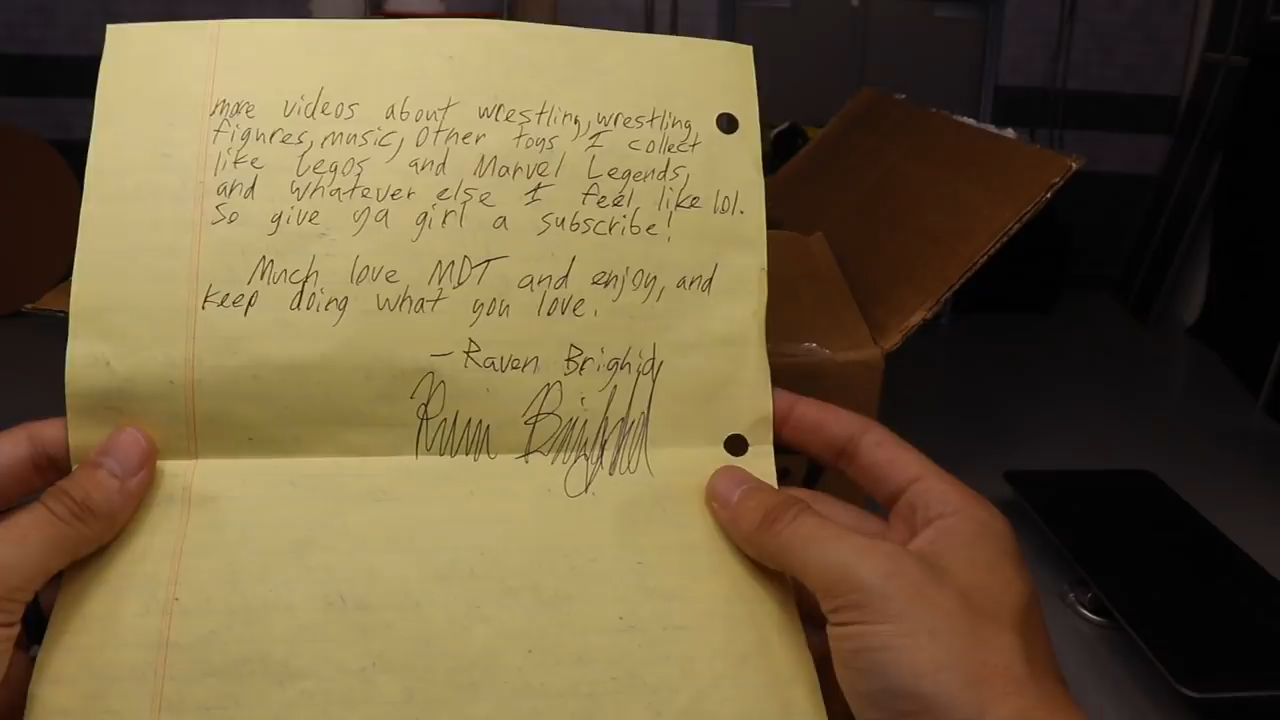 more videos about wrestling, wrestling
figures, music, other toys I collect
like Legos and Marvel Legends,
and whatever else I feel like lol.
So give ya girl a subscribe!
Much love MDT and enjoy, and
keep doing what you love.
- Raven Brighid